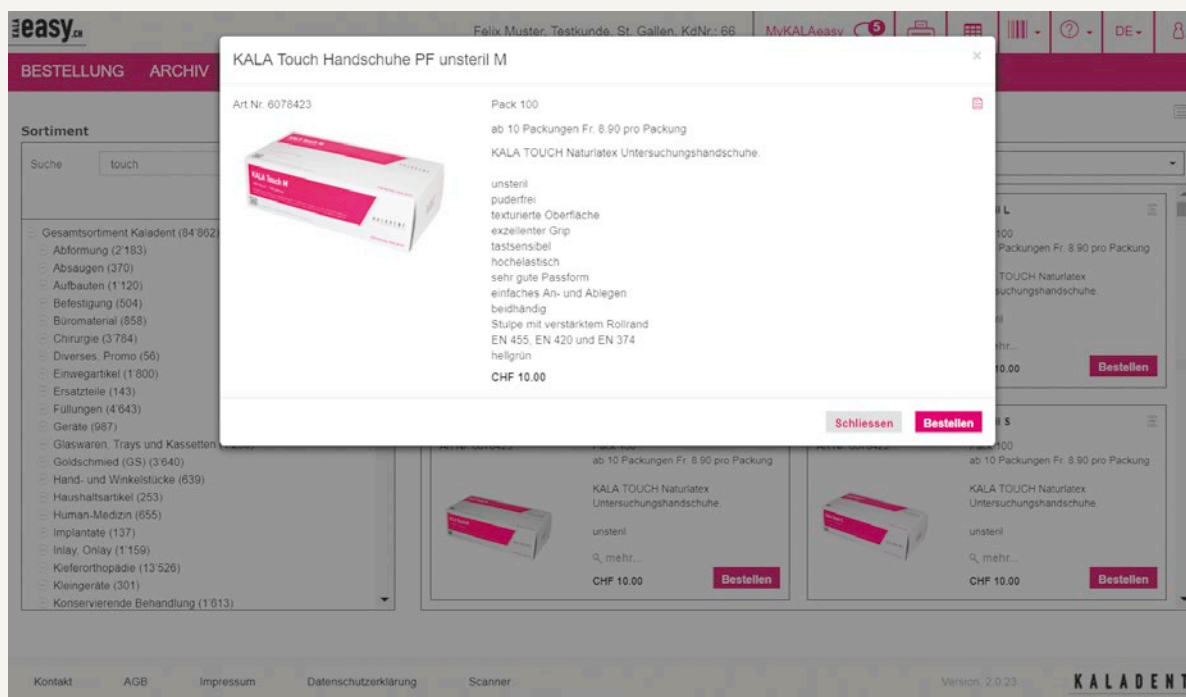 KALA easy.ch
Felix Muster, Testkunde, St. Gallen, KdNr.: 66
MyKALAeasy 5
DE
BESTELLUNG ARCHIV
KALA Touch Handschuhe PF unsteril M
×
Art.Nr. 6078423
Pack 100
ab 10 Packungen Fr. 8.90 pro Packung
KALA TOUCH Naturlatex Untersuchungshandschuhe.
unsteril
puderfrei
texturierte Oberfläche
exzellenter Grip
tastsensibel
hochelastisch
sehr gute Passform
einfaches An- und Ablegen
beidhändig
Stulpe mit verstärktem Rollrand
EN 455, EN 420 und EN 374
hellgrün
CHF 10.00
Schliessen
Bestellen
KALA Touch M
KALADENT
Sortiment
Suche
touch
Gesamtsortiment Kaladent (84'862)
Abformung (2'183)
Absaugen (370)
Aufbauten (1'120)
Befestigung (504)
Büromaterial (858)
Chirurgie (3'784)
Diverses, Promo (56)
Einwegartikel (1'800)
Ersatzteile (143)
Füllungen (4'643)
Geräte (987)
Glaswaren, Trays und Kassetten
Goldschmied (GS) (3'640)
Hand- und Winkelstücke (639)
Haushaltsartikel (253)
Human-Medizin (655)
Implantate (137)
Inlay, Onlay (1'159)
Kieferorthopädie (13'526)
Kleingeräte (301)
Konservierende Behandlung (1'613)
L
100
Packungen Fr. 8.90 pro Packung
TOUCH Naturlatex
suchungshandschuhe.
10.00
Bestellen
ab 10 Packungen Fr. 8.90 pro Packung
KALA TOUCH Naturlatex
Untersuchungshandschuhe.
unsteril
mehr...
CHF 10.00
Bestellen
S
100
ab 10 Packungen Fr. 8.90 pro Packung
KALA TOUCH Naturlatex
Untersuchungshandschuhe.
unsteril
mehr...
CHF 10.00
Bestellen
Kontakt
AGB
Impressum
Datenschutzerklärung
Scanner
Version, 2.0.23
KALADENT